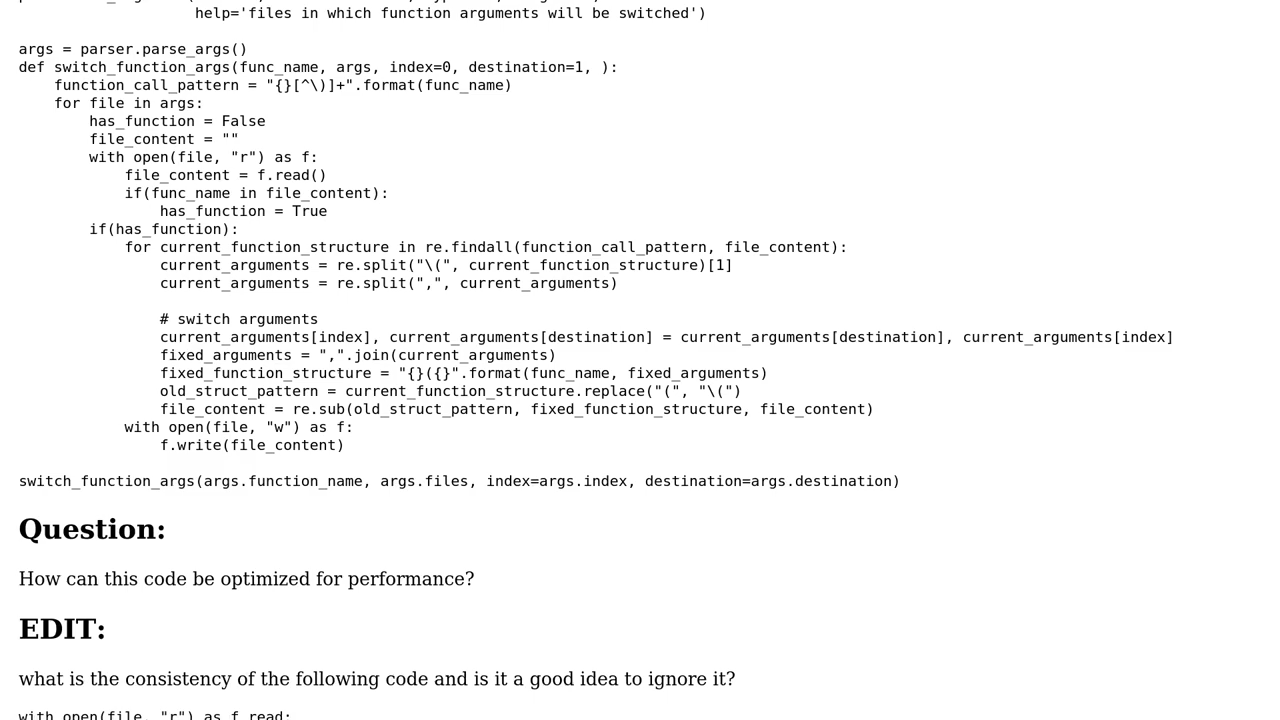 help='files in which function arguments will be switched')
args = parser.parse_args()
def switch_function_args(func_name, args, index=0, destination=1, ):
    function_call_pattern = "{}[^\)]+".format(func_name)
    for file in args:
        has_function = False
        file_content = ""
        with open(file, "r") as f:
            file_content = f.read()
            if(func_name in file_content):
                has_function = True
        if(has_function):
            for current_function_structure in re.findall(function_call_pattern, file_content):
                current_arguments = re.split("\(", current_function_structure)[1]
                current_arguments = re.split(",", current_arguments)
                # switch arguments
                current_arguments[index], current_arguments[destination] = current_arguments[destination], current_arguments[index]
                fixed_arguments = ",".join(current_arguments)
                fixed_function_structure = "{}({}".format(func_name, fixed_arguments)
                old_struct_pattern = current_function_structure.replace("(", "\(")
                file_content = re.sub(old_struct_pattern, fixed_function_structure, file_content)
            with open(file, "w") as f:
                f.write(file_content)
switch_function_args(args.function_name, args.files, index=args.index, destination=args.destination)
Question:
How can this code be optimized for performance?
EDIT:
what is the consistency of the following code and is it a good idea to ignore it?
with open(file, "r") as f_read: